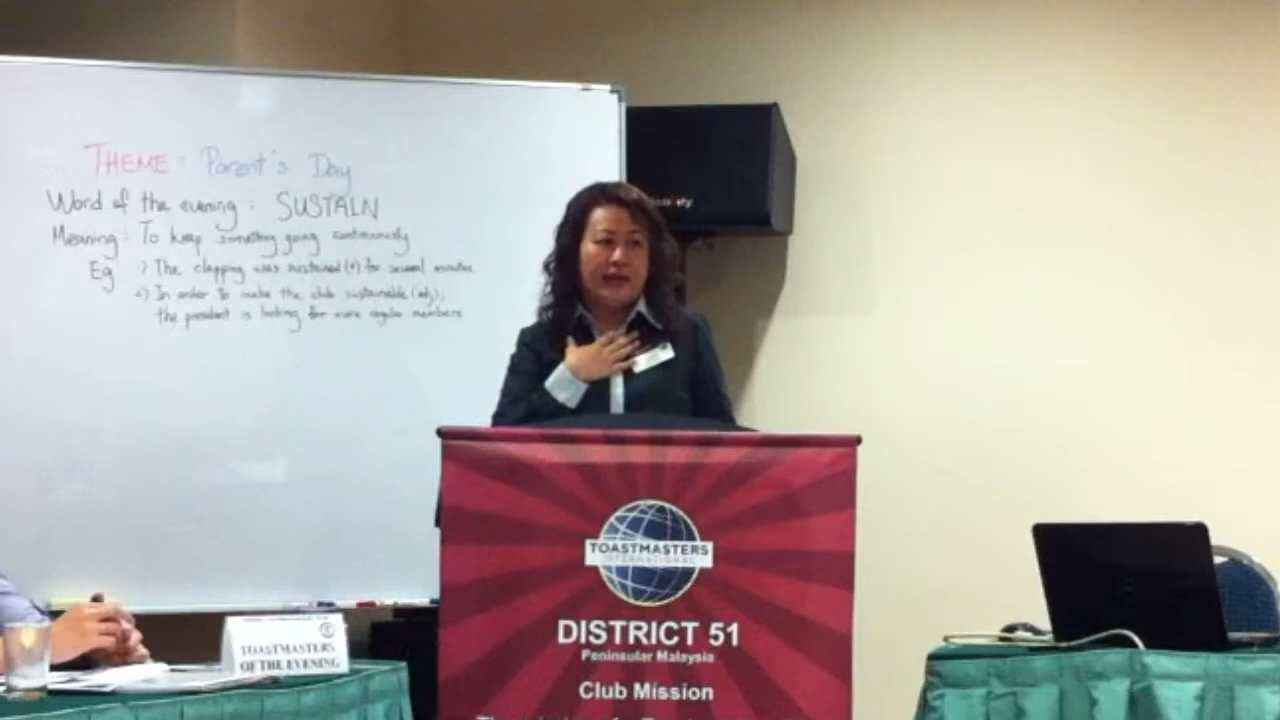 THEME : Parent's Day
Word of the evening : SUSTAIN
Meaning : To keep something going continuously
Eg 1) The clapping was sustained (v) for several minutes
2) In order to make the club sustainable (adj),
the president is looking for more regular members
TOASTMASTERS
INTERNATIONAL
DISTRICT 51
Peninsular Malaysia
Club Mission
TOASTMASTERS
OF THE EVENING